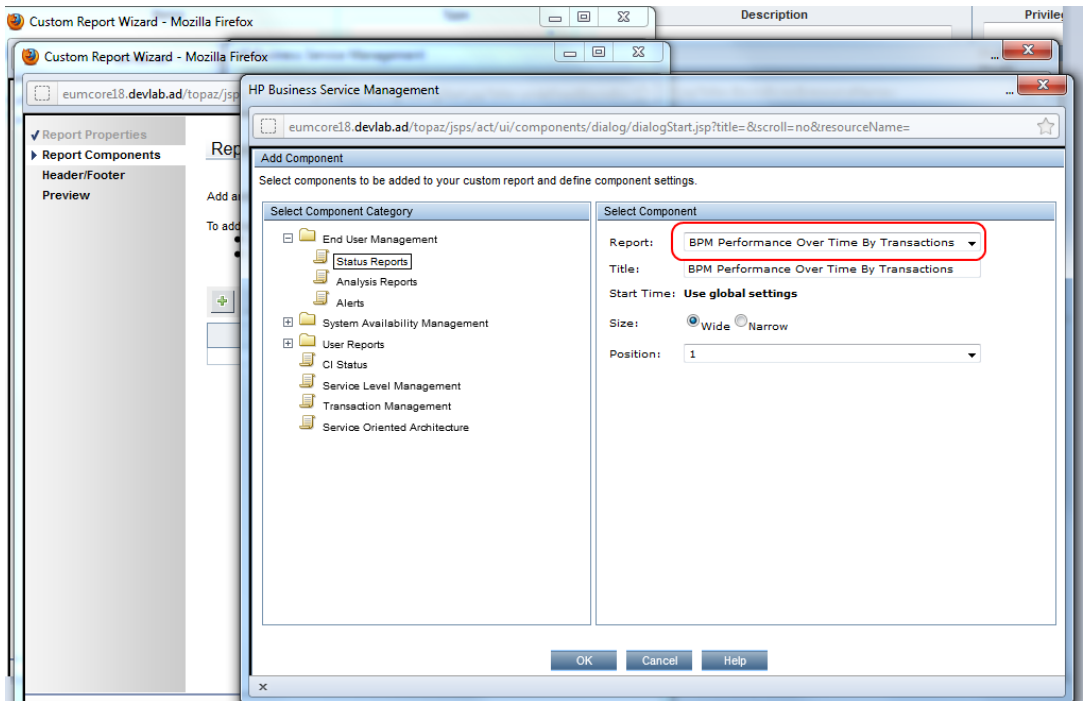 Custom Report Wizard - Mozilla Firefox
Description
Privile
Custom Report Wizard - Mozilla Firefox
...
eumcore18.devlab.ad/topaz/jsp
HP Business Service Management
...
eumcore18.devlab.ad/topaz/jsps/act/ui/components/dialog/dialogStart.jsp?title=&scroll=no&resourceName=
Report Properties
Report Components
Header/Footer
Preview
Rep
Add a
To add
Add Component
Select components to be added to your custom report and define component settings.
Select Component Category
End User Management
Status Reports
Analysis Reports
Alerts
System Availability Management
User Reports
CI Status
Service Level Management
Transaction Management
Service Oriented Architecture
Select Component
Report: BPM Performance Over Time By Transactions
Title: BPM Performance Over Time By Transactions
Start Time: Use global settings
Size: Wide Narrow
Position: 1
OK Cancel Help
x